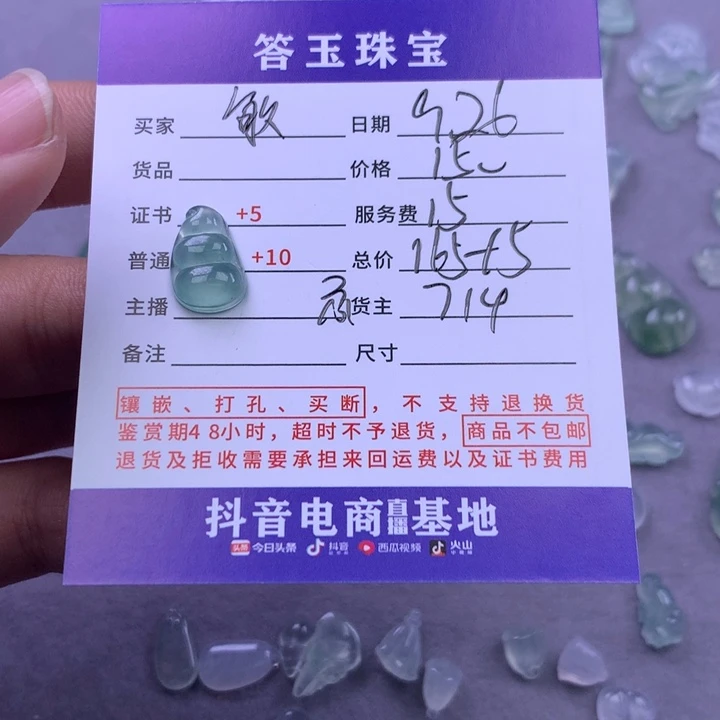 答玉珠宝
买家 敏 日期 9.26
货品 价格 150
证书 +5 服务费 15
普通 +10 总价 165+5
主播 货主 714
备注 尺寸
镶嵌、打孔、买断，不支持退换货
鉴赏期48小时，超时不予退货，商品不包邮
退货及拒收需要承担来回运费以及证书费用
抖音电商直播基地
头条 今日头条 抖音 西瓜视频 火山